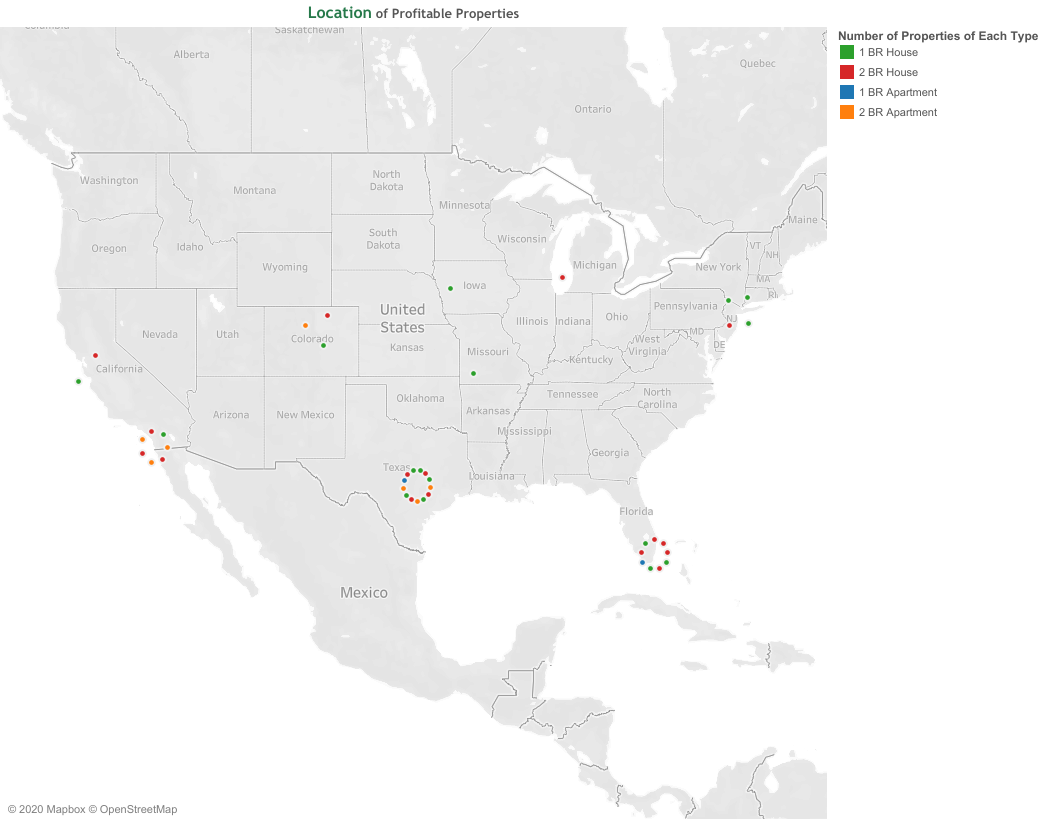 Location of Profitable Properties
Number of Properties of Each Type
1 BR House
2 BR House
1 BR Apartment
2 BR Apartment
Columbia
Saskatchewan
Alberta
Quebec
Ontario
Washington
North
Dakota
Montana
Minnesota
Maine
Oregon
Idaho
South
Dakota
Wisconsin
VT
NH
Wyoming
Michigan
New York
MA
Iowa
RI
United
States
Pennsylvania
Nevada
Utah
Colorado
Illinois
Indiana
Ohio
NJ
MD
Kansas
Missouri
West
Virginia
DE
California
Kentucky
Oklahoma
Tennessee
North
Carolina
Arizona
New Mexico
Arkansas
Mississippi
Georgia
Texas
Louisiana
Florida
Mexico
© 2020 Mapbox © OpenStreetMap